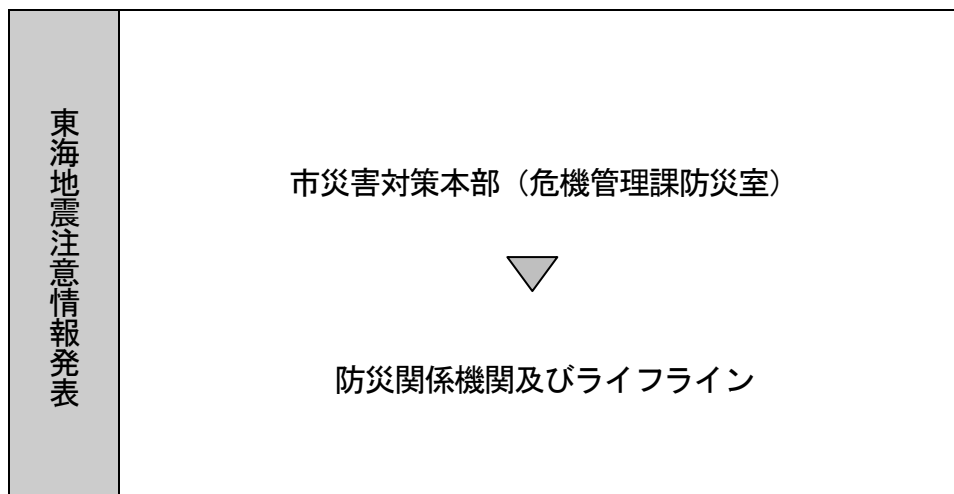 東海地震注意情報発表
市災害対策本部（危機管理課防災室）
防災関係機関及びライフライン